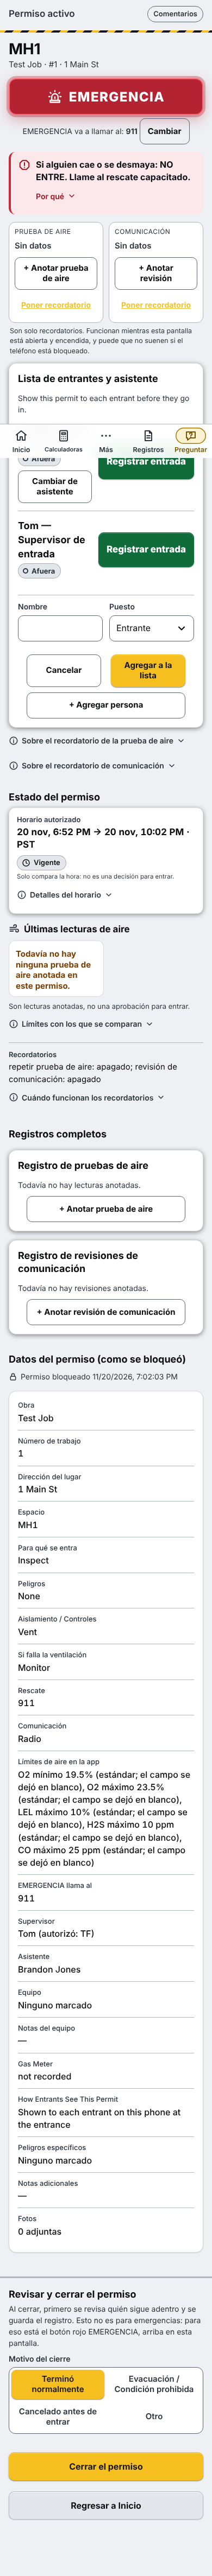 Permiso activo
Comentarios
MH1
Test Job · #1 · 1 Main St
EMERGENCIA
EMERGENCIA va a llamar al: 911
Cambiar
Si alguien cae o se desmaya: NO
ENTRE. Llame al rescate capacitado.
Por qué
PRUEBA DE AIRE
Sin datos
+ Anotar prueba
de aire
Poner recordatorio
COMUNICACIÓN
Sin datos
+ Anotar
revisión
Poner recordatorio
Son solo recordatorios. Funcionan mientras esta pantalla
está abierta y encendida, y puede que no suenen si el
teléfono está bloqueado.
Lista de entrantes y asistente
Show this permit to each entrant before they go
in.
Inicio
Calculadoras
Más
Registros
Preguntar
Afuera
Registrar entrada
Cambiar de
asistente
Tom —
Supervisor de
entrada
Afuera
Registrar entrada
Nombre
Puesto
Entrante
Cancelar
Agregar a la
lista
+ Agregar persona
Sobre el recordatorio de la prueba de aire
Sobre el recordatorio de comunicación
Estado del permiso
Horario autorizado
20 nov, 6:52 PM → 20 nov, 10:02 PM ·
PST
Vigente
Solo compara la hora: no es una decisión para entrar.
Detalles del horario
Últimas lecturas de aire
Todavía no hay
ninguna prueba de
aire anotada en
este permiso.
Son lecturas anotadas, no una aprobación para entrar.
Límites con los que se comparan
Recordatorios
repetir prueba de aire: apagado; revisión de
comunicación: apagado
Cuándo funcionan los recordatorios
Registros completos
Registro de pruebas de aire
Todavía no hay lecturas anotadas.
+ Anotar prueba de aire
Registro de revisiones de
comunicación
Todavía no hay revisiones anotadas.
+ Anotar revisión de comunicación
Datos del permiso (como se bloqueó)
Permiso bloqueado 11/20/2026, 7:02:03 PM
Obra
Test Job
Número de trabajo
1
Dirección del lugar
1 Main St
Espacio
MH1
Para qué se entra
Inspect
Peligros
None
Aislamiento / Controles
Vent
Si falla la ventilación
Monitor
Rescate
911
Comunicación
Radio
Límites de aire en la app
O2 mínimo 19.5% (estándar; el campo se
dejó en blanco), O2 máximo 23.5%
(estándar; el campo se dejó en blanco),
LEL máximo 10% (estándar; el campo se
dejó en blanco), H2S máximo 10 ppm
(estándar; el campo se dejó en blanco),
CO máximo 25 ppm (estándar; el campo
se dejó en blanco)
EMERGENCIA llama al
911
Supervisor
Tom (autorizó: TF)
Asistente
Brandon Jones
Equipo
Ninguno marcado
Notas del equipo
—
Gas Meter
not recorded
How Entrants See This Permit
Shown to each entrant on this phone at
the entrance
Peligros específicos
Ninguno marcado
Notas adicionales
—
Fotos
0 adjuntas
Revisar y cerrar el permiso
Al cerrar, primero se revisa quién sigue adentro y se
guarda el registro. Esto no es para emergencias: para
eso está el botón rojo EMERGENCIA, arriba en esta
pantalla.
Motivo del cierre
Terminó
normalmente
Evacuación /
Condición prohibida
Cancelado antes de
entrar
Otro
Cerrar el permiso
Regresar a Inicio